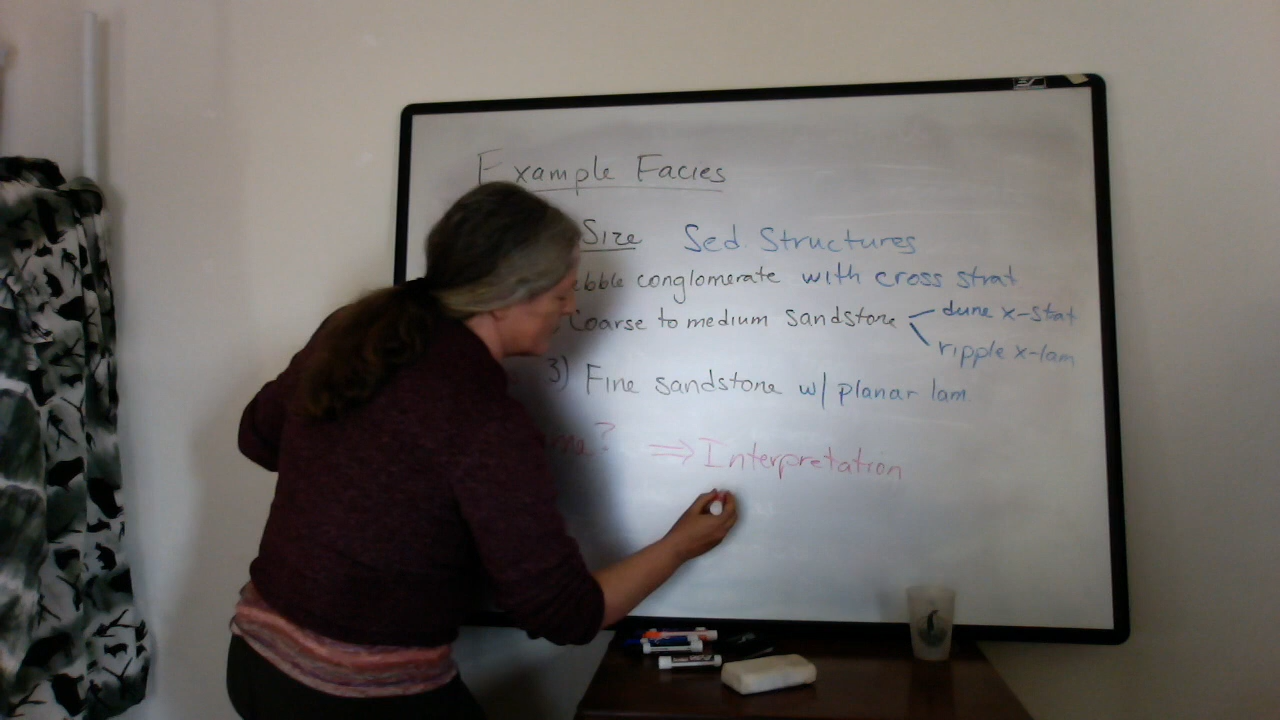 Example Facies
Size Sed. Structures
ebble conglomerate with cross strat
Coarse to medium sandstone dune x-strat
ripple x-lam
3) Fine sandstone w/ planar lam.
⇒ Interpretation